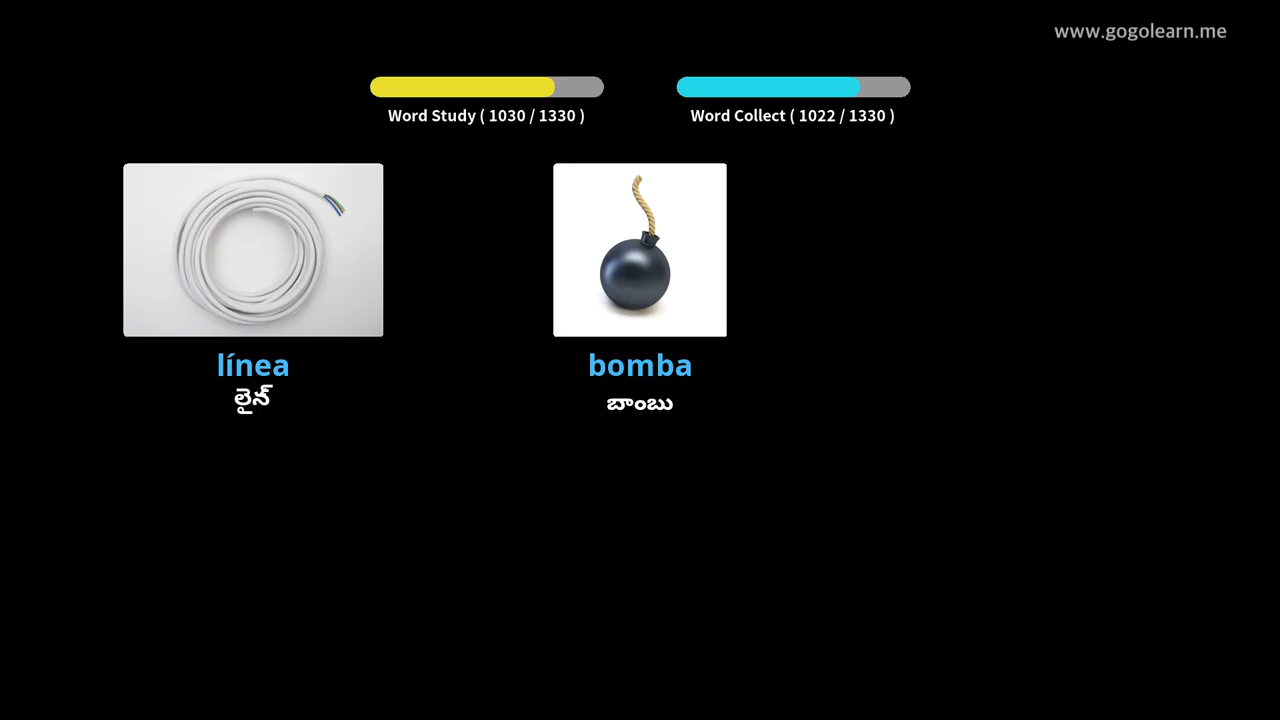 www.gogolearn.me
Word Study ( 1030 / 1330 )
Word Collect ( 1022 / 1330 )
línea
లైన్
bomba
బాంబు